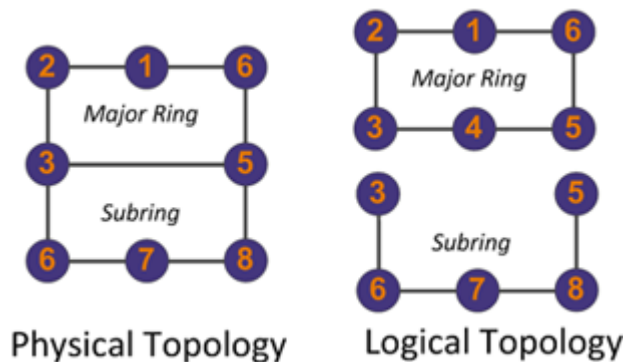 2 1 6
Major Ring
3 5
Subring
6 7 8
Physical Topology
2 1 6
Major Ring
3 4 5
3 5
Subring
6 7 8
Logical Topology